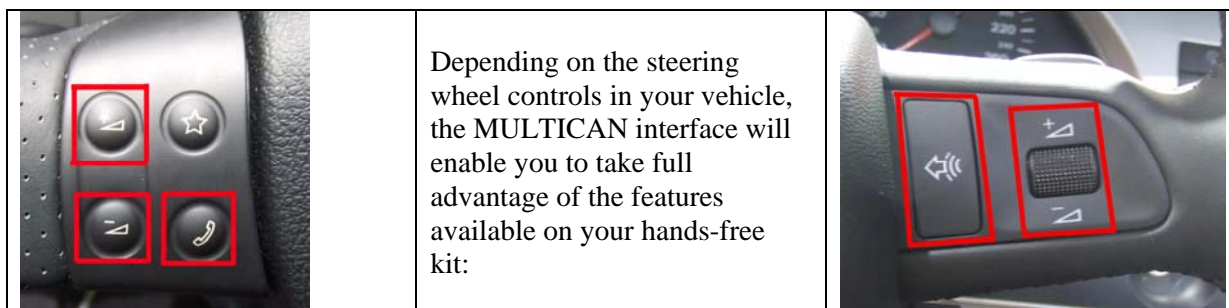 Depending on the steering
wheel controls in your vehicle,
the MULTICAN interface will
enable you to take full
advantage of the features
available on your hands-free
kit:
220